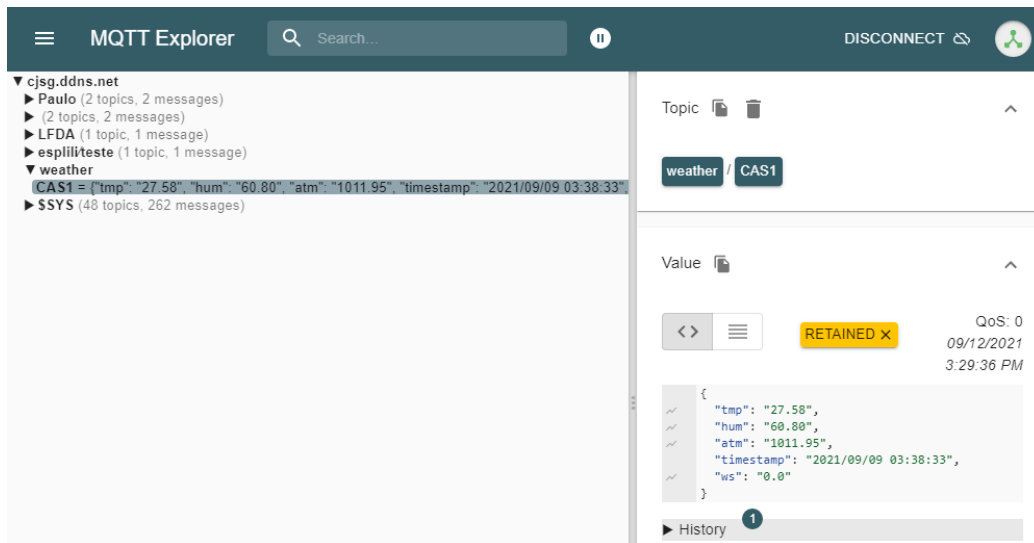 MQTT Explorer Search... DISCONNECT
▼ cjsg.ddns.net
▶ Paulo (2 topics, 2 messages)
▶ (2 topics, 2 messages)
▶ LFDA (1 topic, 1 message)
▶ esplili/teste (1 topic, 1 message)
▼ weather
CAS1 = {"tmp": "27.58", "hum": "60.80", "atm": "1011.95", "timestamp": "2021/09/09 03:38:33",
▶ $SYS (48 topics, 262 messages)
Topic
weather / CAS1
Value
<> RETAINED ✕
QoS: 0
09/12/2021
3:29:36 PM
{
"tmp": "27.58",
"hum": "60.80",
"atm": "1011.95",
"timestamp": "2021/09/09 03:38:33",
"ws": "0.0"
}
▶ History 1